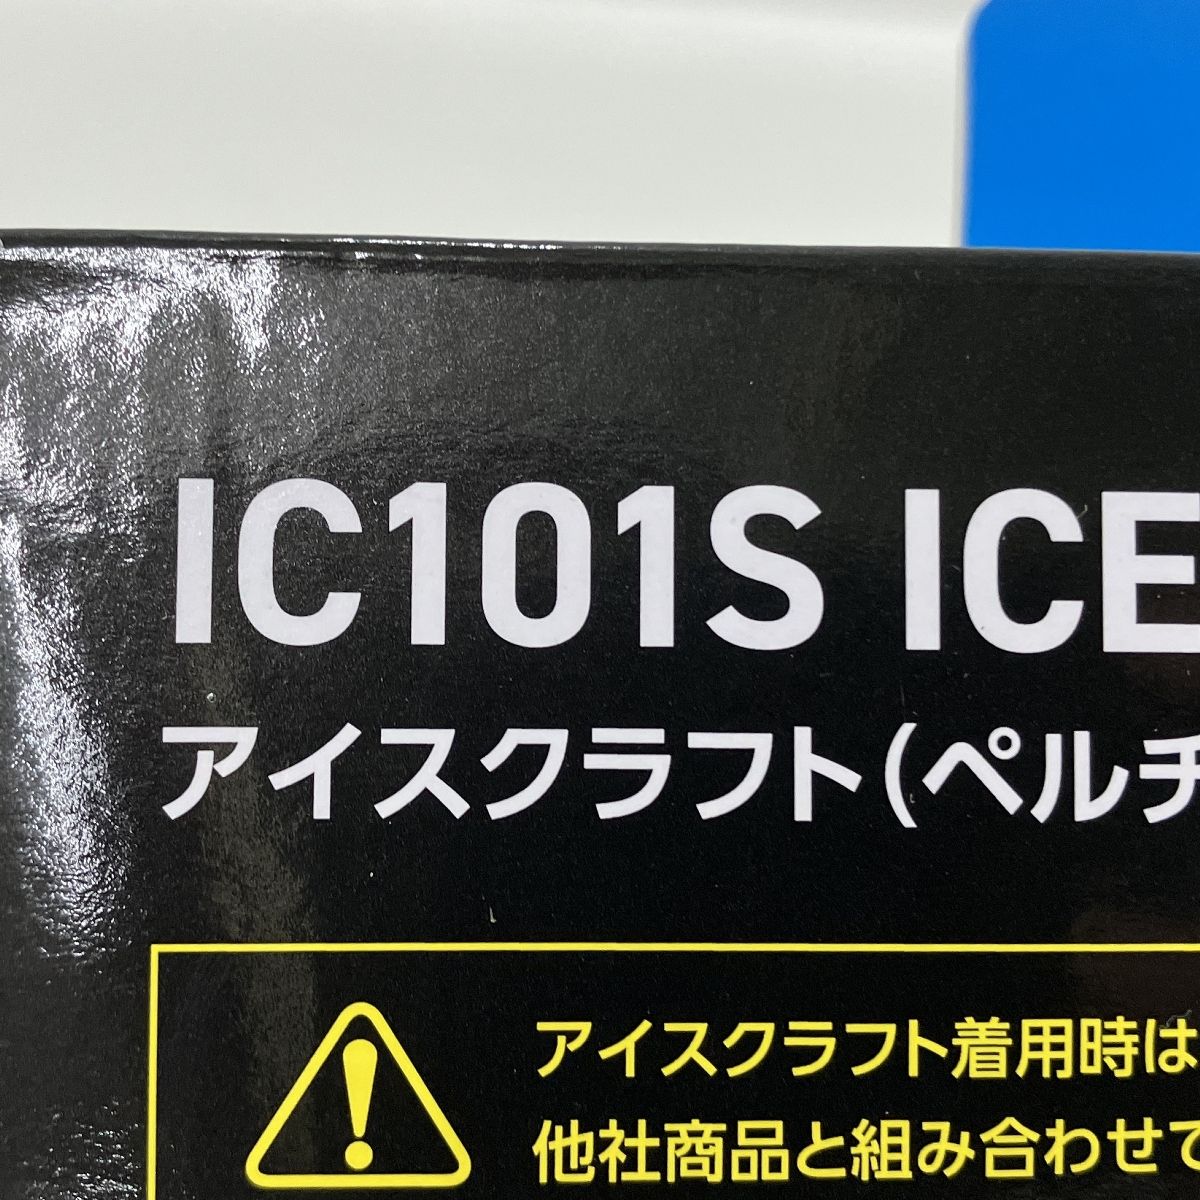 IC101S ICE
アイスクラフト(ペルチ
アイスクラフト着用時は
他社商品と組み合わせて